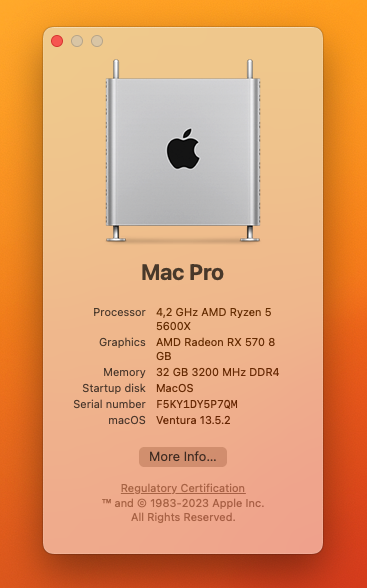 Mac Pro
Processor 4,2 GHz AMD Ryzen 5
5600X
Graphics AMD Radeon RX 570 8
GB
Memory 32 GB 3200 MHz DDR4
Startup disk MacOS
Serial number F5KY1DY5P7QM
macOS Ventura 13.5.2
More Info...
Regulatory Certification
™ and © 1983-2023 Apple Inc.
All Rights Reserved.